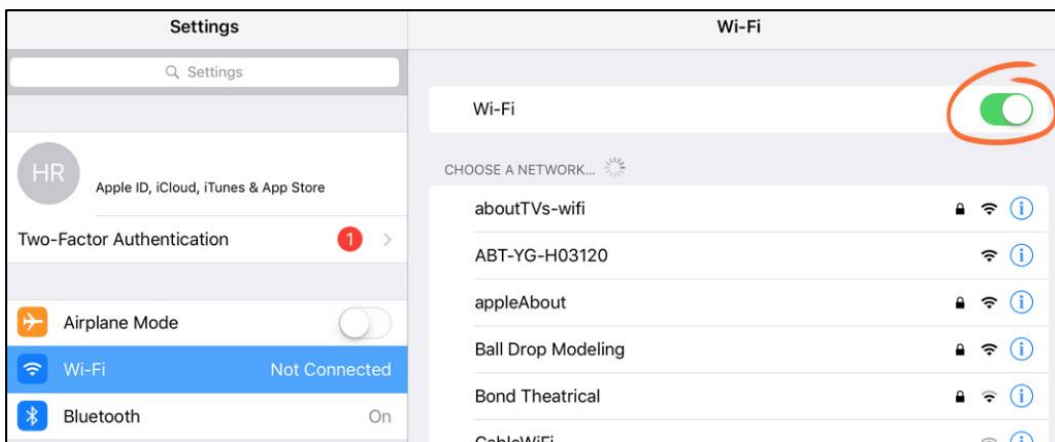 Settings
Settings
HR
Apple ID, iCloud, iTunes & App Store
Two-Factor Authentication
1
Airplane Mode
Wi-Fi Not Connected
Bluetooth On
Wi-Fi
Wi-Fi
CHOOSE A NETWORK...
aboutTVs-wifi
ABT-YG-H03120
appleAbout
Ball Drop Modeling
Bond Theatrical
CableWiFi